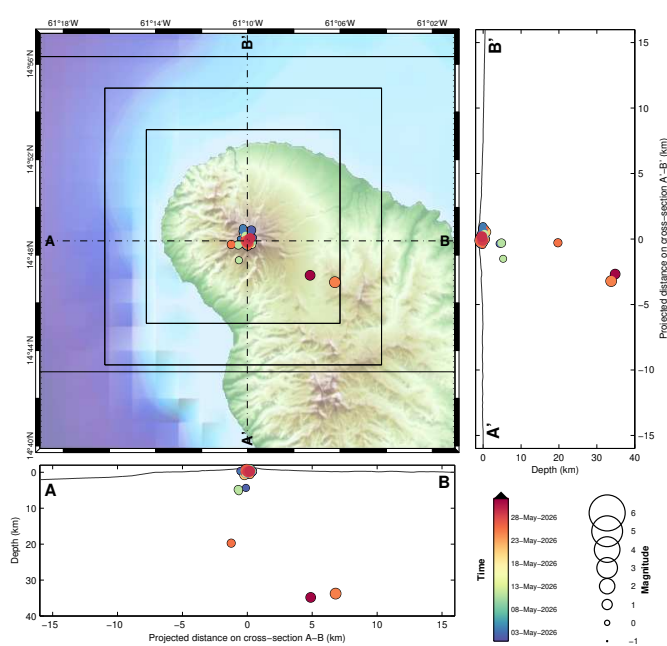 61°18'W 61°14'W 61°10'W 61°06'W 61°02'W
14°56'N
14°52'N
14°48'N
14°44'N
14°40'N
A B
A' B'
B'
A'
15
10
5
0
−5
−10
−15
Projected distance on cross−section A'−B' (km)
0 10 20 30 40
Depth (km)
A B
0
10
20
30
40
Depth (km)
−15 −10 −5 0 5 10 15
Projected distance on cross−section A−B (km)
Time
28−May−2026
23−May−2026
18−May−2026
13−May−2026
08−May−2026
03−May−2026
Magnitude
6
5
4
3
2
1
0
−1